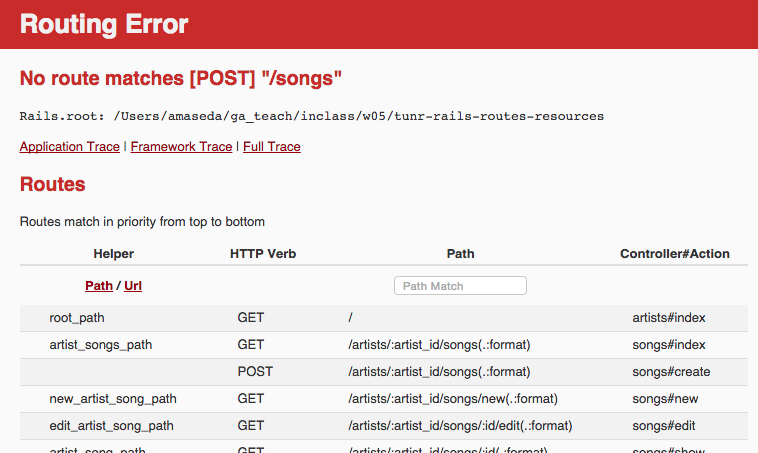 Routing Error
No route matches [POST] "/songs"
Rails.root: /Users/amaseda/ga_teach/inclass/w05/tunr-rails-routes-resources
Application Trace | Framework Trace | Full Trace
Routes
Routes match in priority from top to bottom
Helper HTTP Verb Path Controller#Action
Path / Url Path Match
root_path GET / artists#index
artist_songs_path GET /artists/:artist_id/songs(.:format) songs#index
POST /artists/:artist_id/songs(.:format) songs#create
new_artist_song_path GET /artists/:artist_id/songs/new(.:format) songs#new
edit_artist_song_path GET /artists/:artist_id/songs/:id/edit(.:format) songs#edit
artist_song_path GET /artists/:artist_id/songs/:id(.:format) songs#show